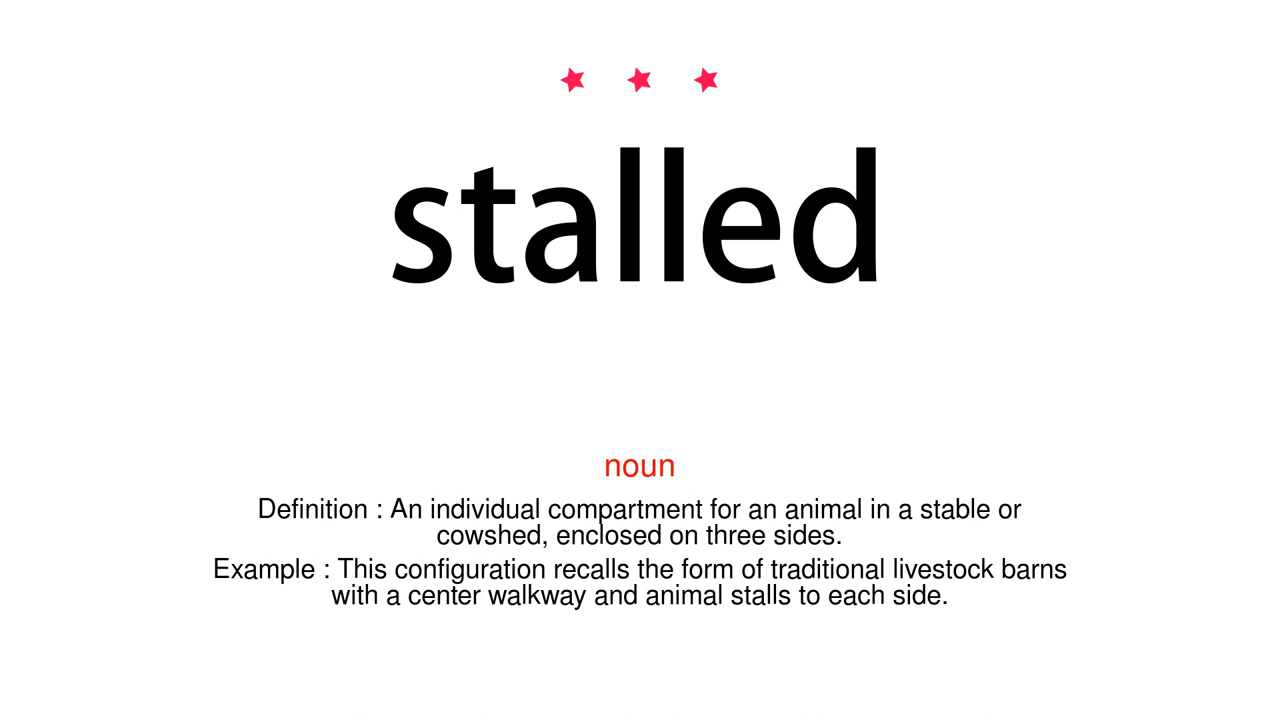 stalled
noun
Definition : An individual compartment for an animal in a stable or
cowshed, enclosed on three sides.
Example : This configuration recalls the form of traditional livestock barns
with a center walkway and animal stalls to each side.